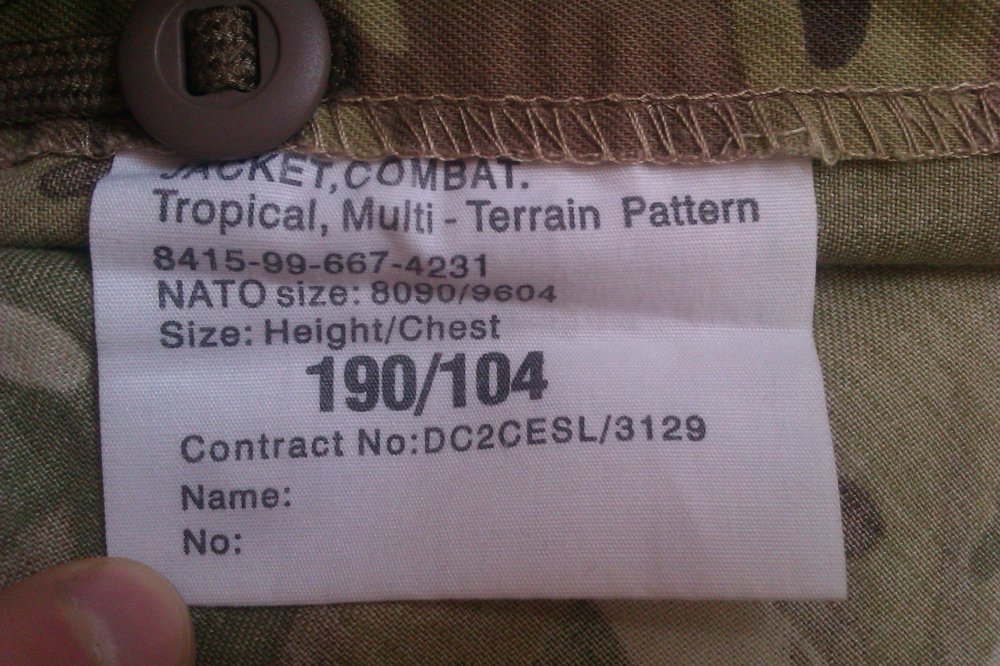 JACKET,COMBAT.
Tropical, Multi - Terrain Pattern
8415-99-667-4231
NATO size: 8090/9604
Size: Height/Chest
190/104
Contract No:DC2CESL/3129
Name:
No: